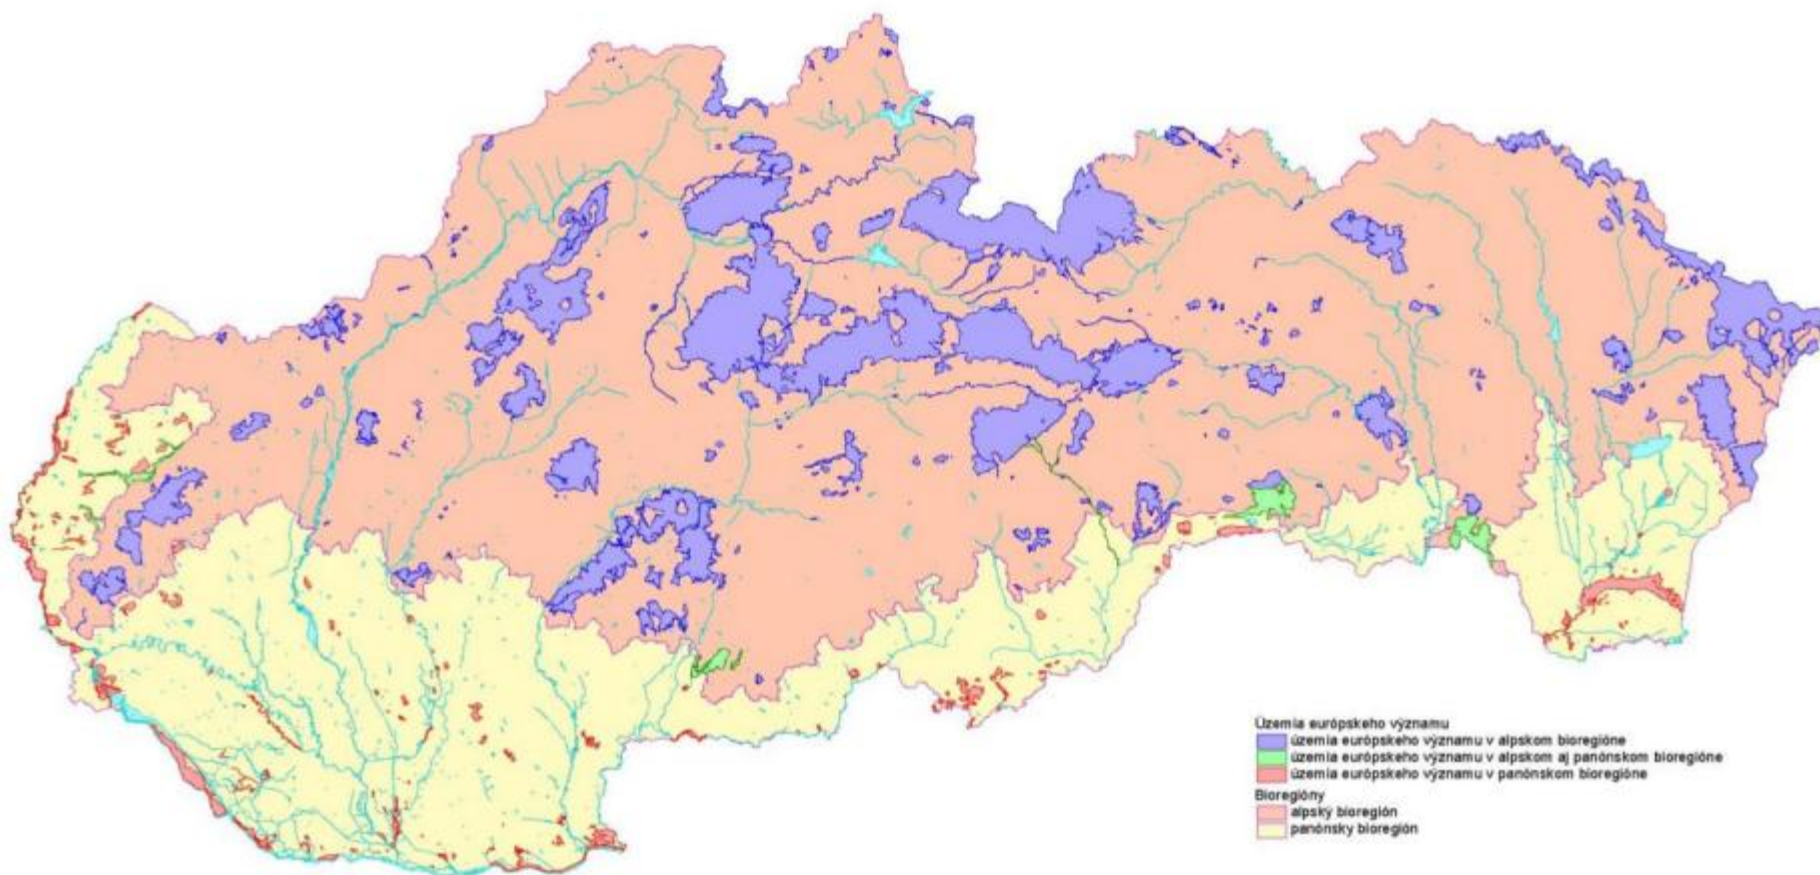 Územia európskeho významu
územia európskeho významu v alpskom bioregióne
územia európskeho významu v alpskom aj panónskom bioregióne
územia európskeho významu v panónskom bioregióne
Bioregióny
alpský bioregión
panónsky bioregión